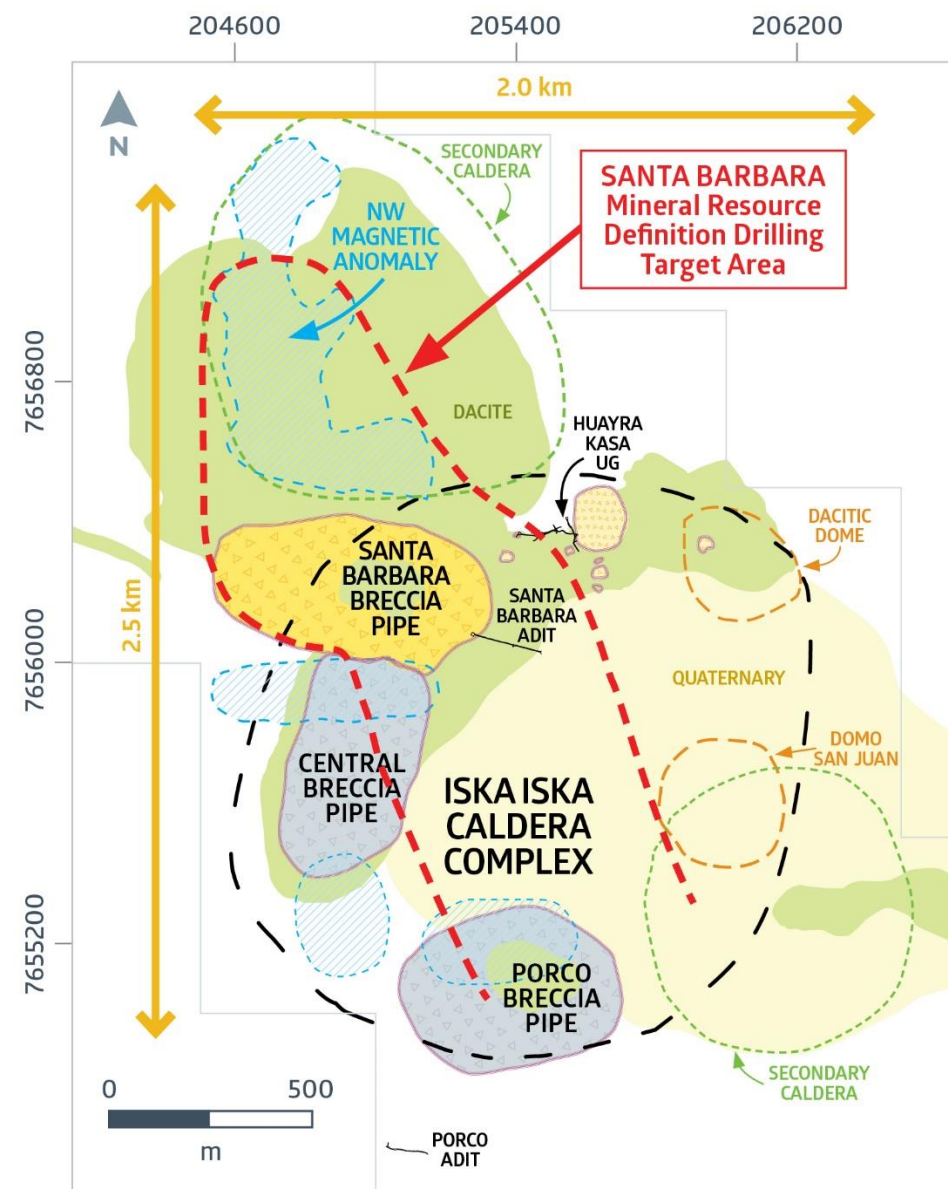 204600
205400
206200
2.0 km
N
SECONDARY
CALDERA
SANTA BARBARA
Mineral Resource
Definition Drilling
Target Area
NW
MAGNETIC
ANOMALY
7656800
DACITE
HUAYRA
KASA
UG
DACITIC
DOME
SANTA
BARBARA
BRECCIA
PIPE
SANTA
BARBARA
ADIT
2.5 km
7656000
QUATERNARY
CENTRAL
BRECCIA
PIPE
DOMO
SAN JUAN
ISKA ISKA
CALDERA
COMPLEX
7655200
PORCO
BRECCIA
PIPE
SECONDARY
CALDERA
0
500
m
PORCO
ADIT